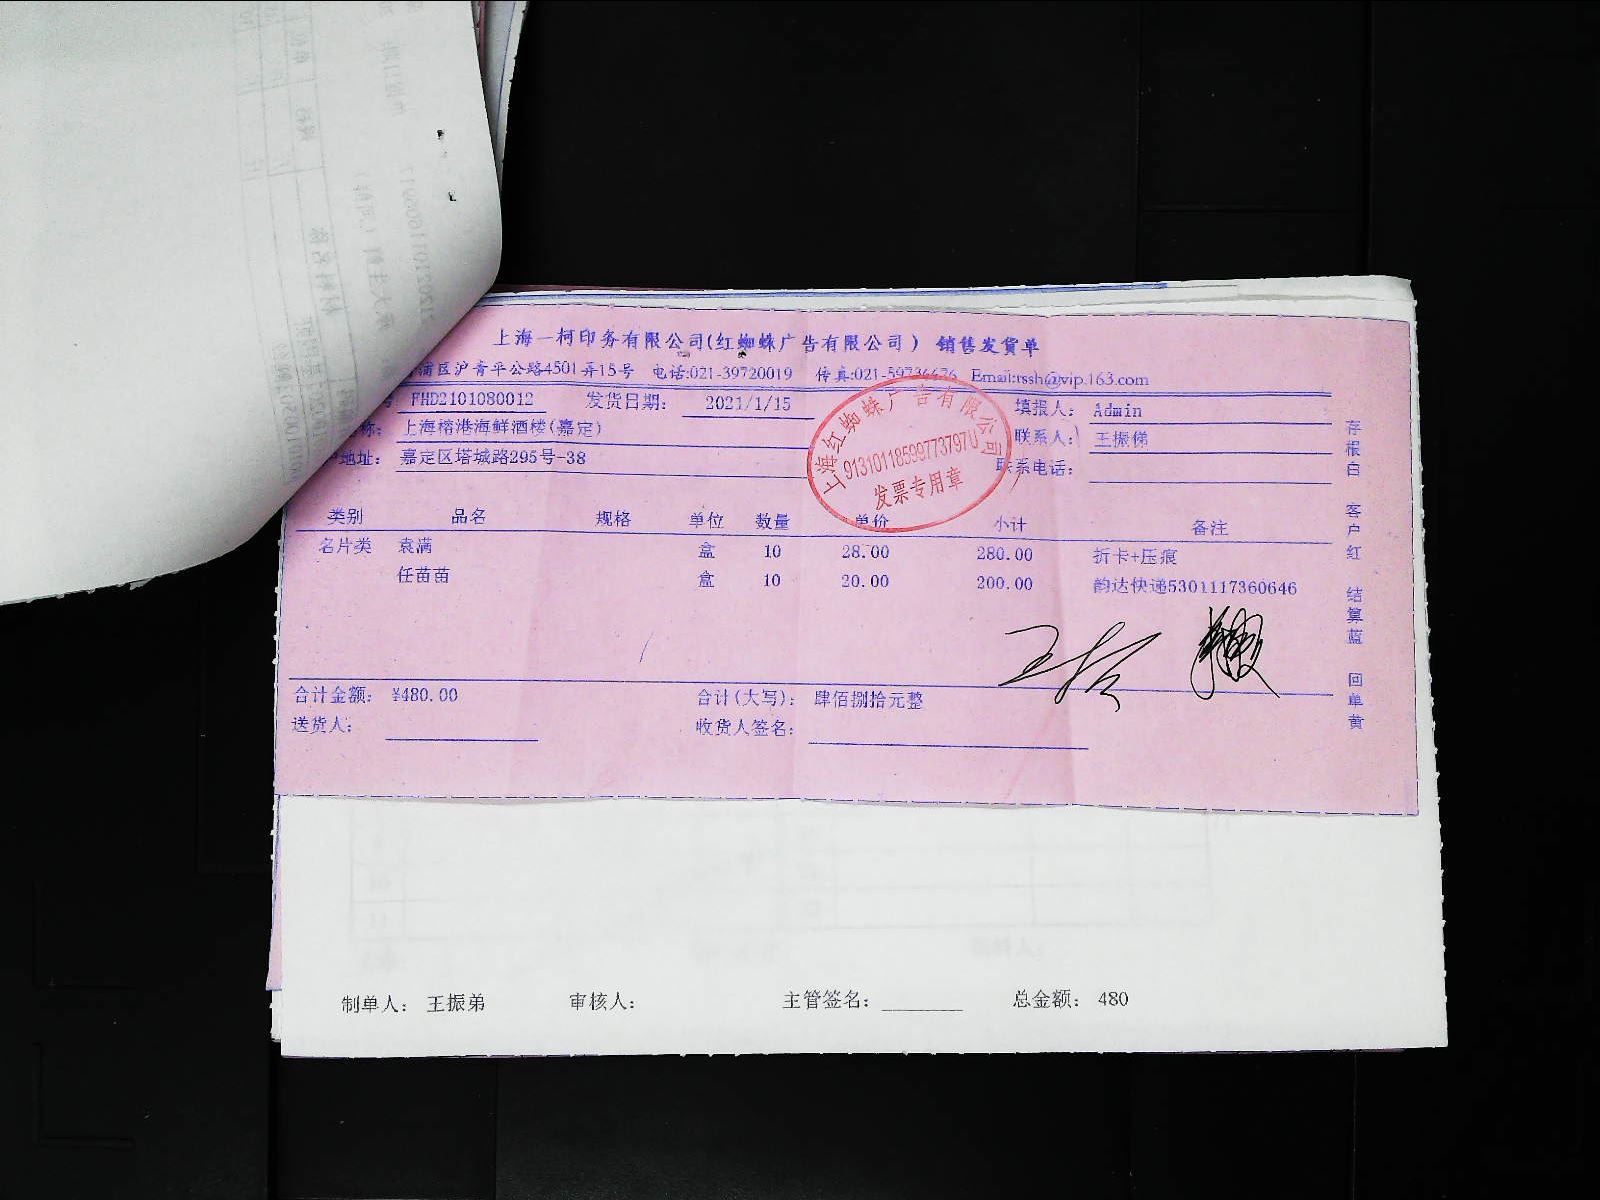 上海一柯印务有限公司(红蜘蛛广告有限公司) 销售发货单
浦区沪青平公路4501弄15号 电话:021-39720019 传真:021-59736676 Email:rssh@vip.163.com
FHD2101080012 发货日期: 2021/1/15 填报人: Admin
称: 上海榕港海鲜酒楼(嘉定) 联系人: 王振俤
地址: 嘉定区塔城路295号-38 联系电话:
上海红蜘蛛广告有限公司
91310118599773797U
发票专用章
类别 品名 规格 单位 数量 单价 小计 备注
名片类 袁满 盒 10 28.00 280.00 折卡+压痕
任苗苗 盒 10 20.00 200.00 韵达快递5301117360646
合计金额: ¥480.00 合计(大写): 肆佰捌拾元整
送货人: 收货人签名:
存根白 客户红 结算蓝 回单黄
制单人: 王振弟 审核人: 主管签名: 总金额: 480